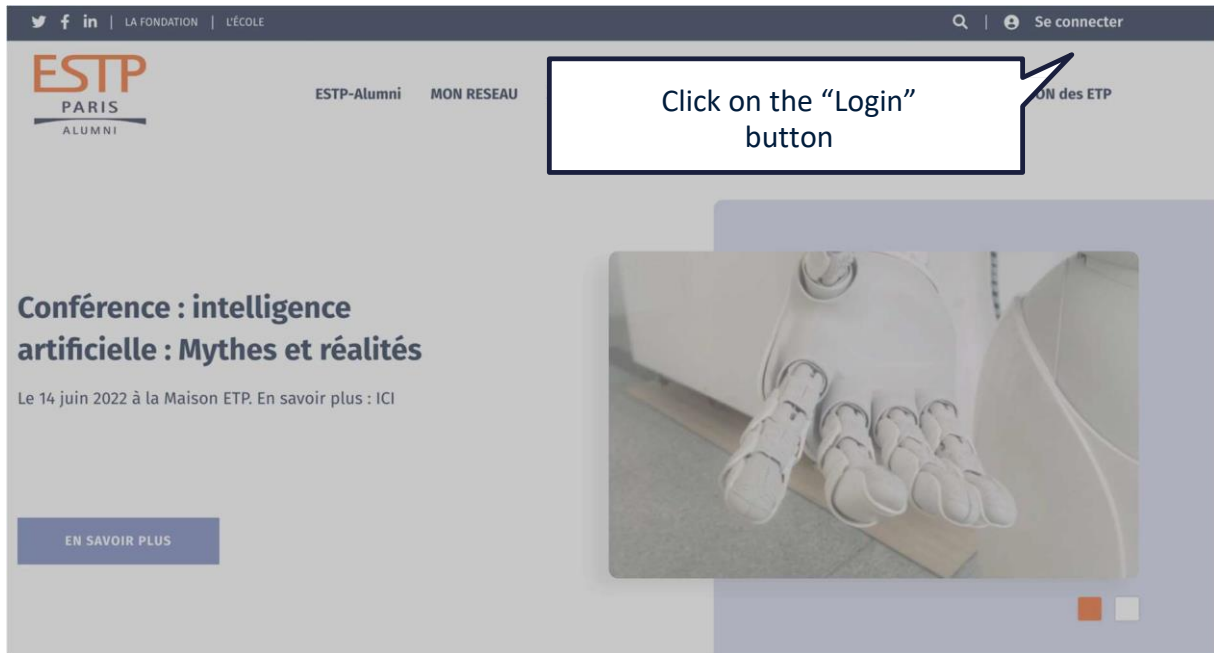 in | LA FONDATION | L'ÉCOLE
Se connecter
ESTP
PARIS
ALUMNI
ESTP-Alumni MON RESEAU
des ETP
Click on the “Login”
button
Conférence : intelligence
artificielle : Mythes et réalités
Le 14 juin 2022 à la Maison ETP. En savoir plus : ICI
EN SAVOIR PLUS